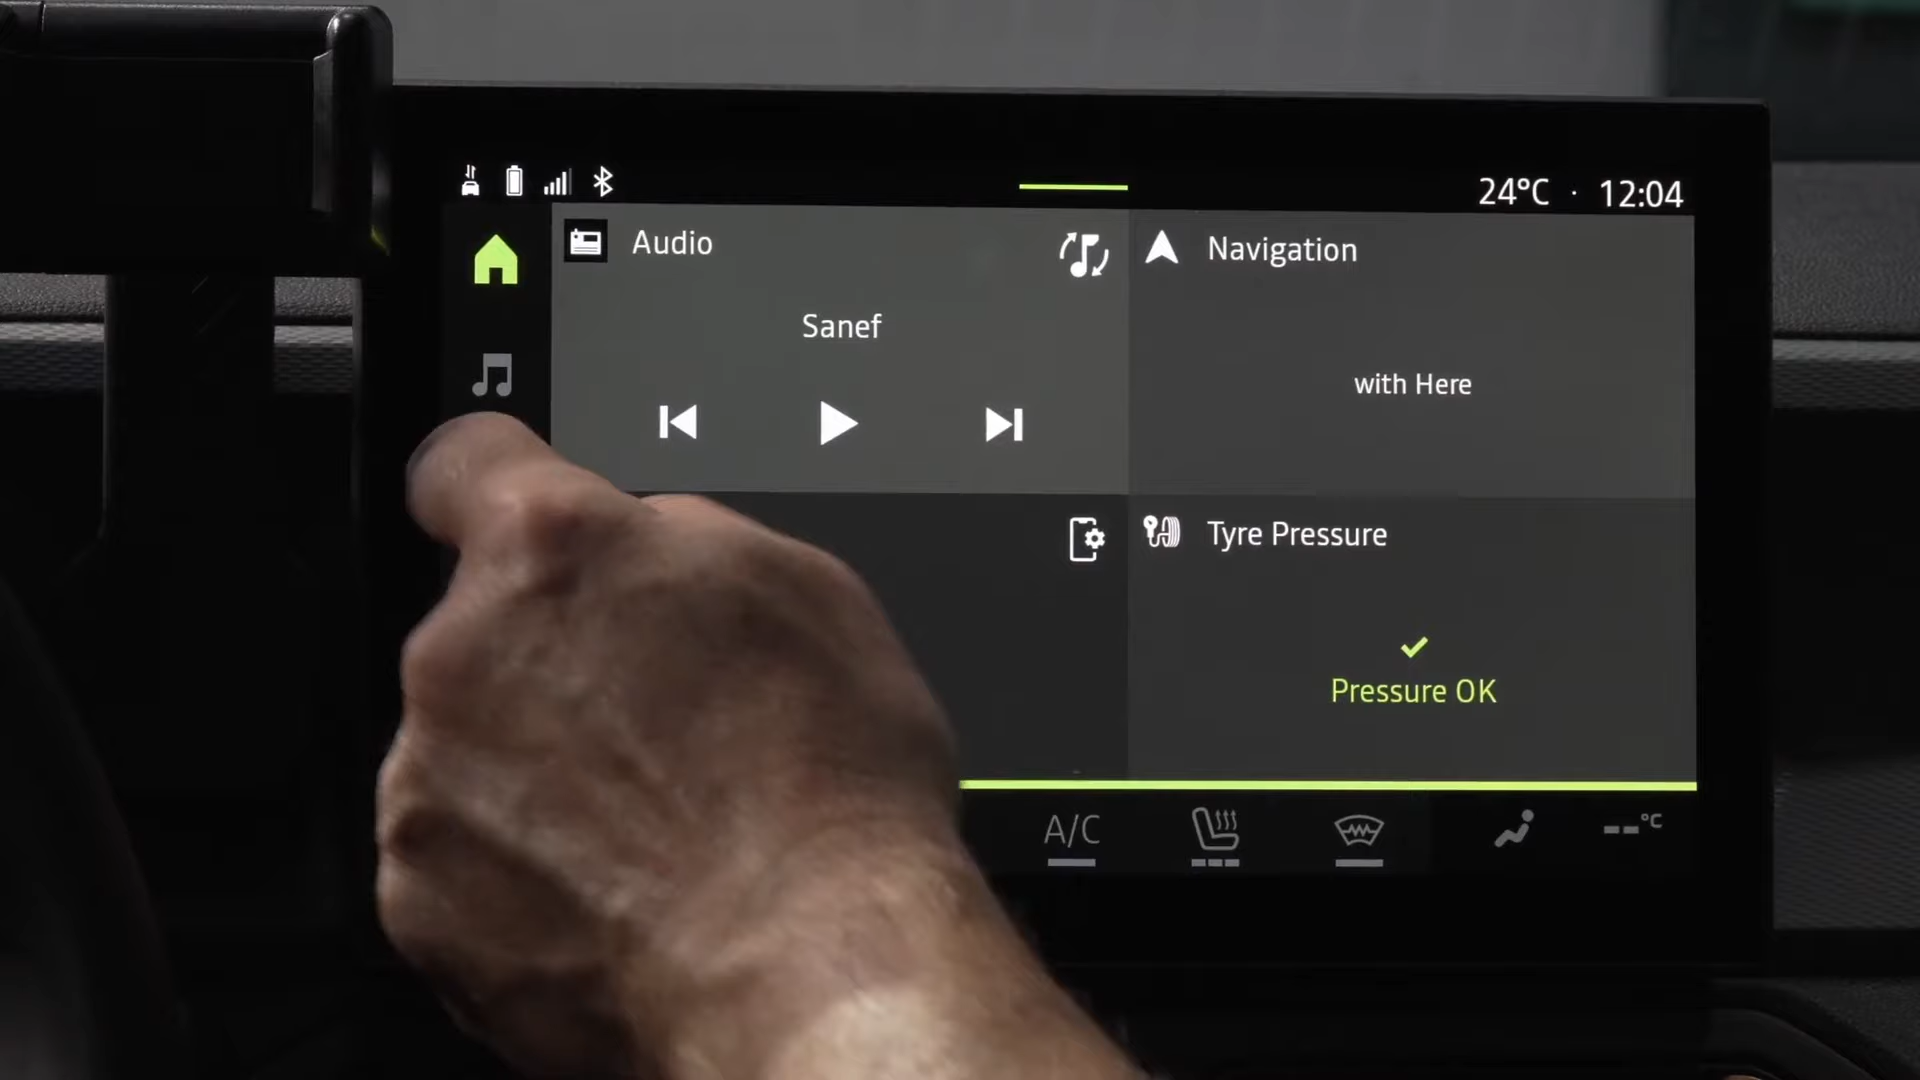 24°C · 12:04
Audio
Navigation
Sanef
with Here
Tyre Pressure
Pressure OK
A/C
--°C